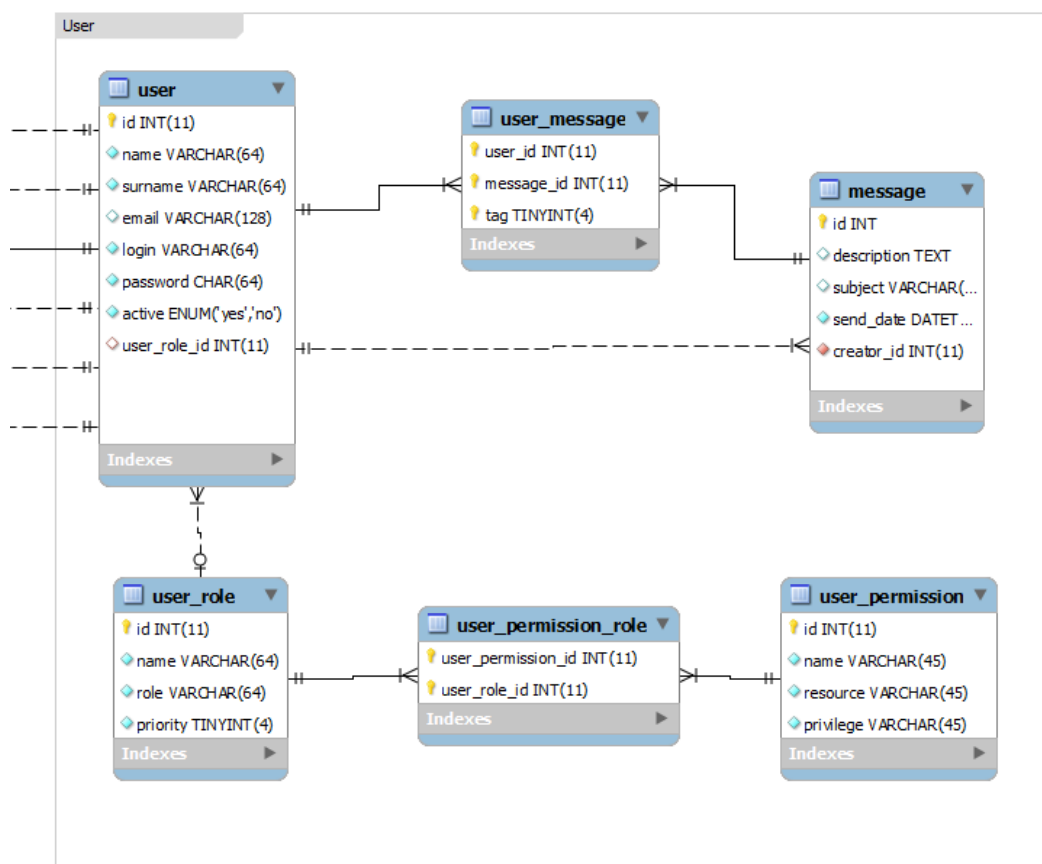 User
user
id INT(11)
name VARCHAR(64)
surname VARCHAR(64)
email VARCHAR(128)
login VARCHAR(64)
password CHAR(64)
active ENUM('yes','no')
user_role_id INT(11)
Indexes
user_message
user_id INT(11)
message_id INT(11)
tag TINYINT(4)
Indexes
message
id INT
description TEXT
subject VARCHAR(...
send_date DATET...
creator_id INT(11)
Indexes
user_role
id INT(11)
name VARCHAR(64)
role VARCHAR(64)
priority TINYINT(4)
Indexes
user_permission_role
user_permission_id INT(11)
user_role_id INT(11)
Indexes
user_permission
id INT(11)
name VARCHAR(45)
resource VARCHAR(45)
privilege VARCHAR(45)
Indexes